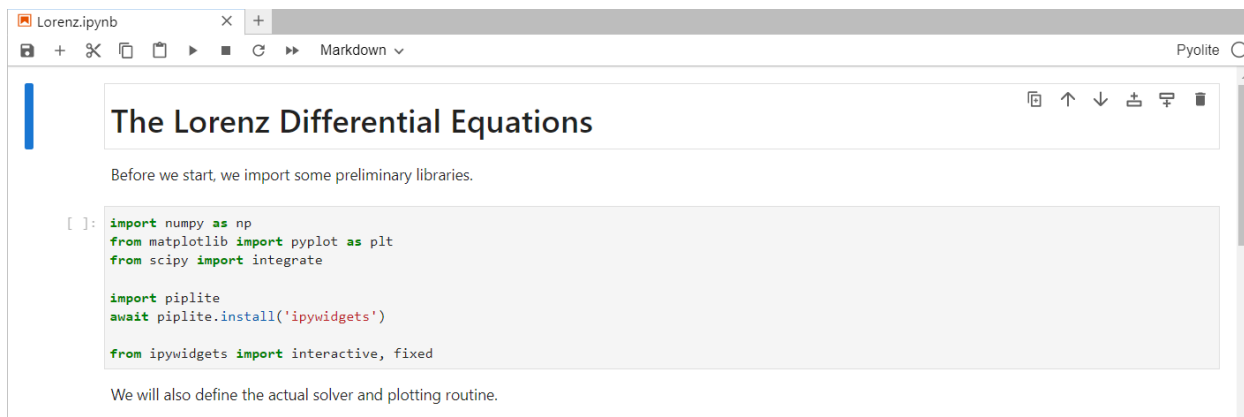 Lorenz.ipynb
Markdown
Pyolite
The Lorenz Differential Equations
Before we start, we import some preliminary libraries.
[ ]: import numpy as np
from matplotlib import pyplot as plt
from scipy import integrate
import piplite
await piplite.install('ipywidgets')
from ipywidgets import interactive, fixed
We will also define the actual solver and plotting routine.